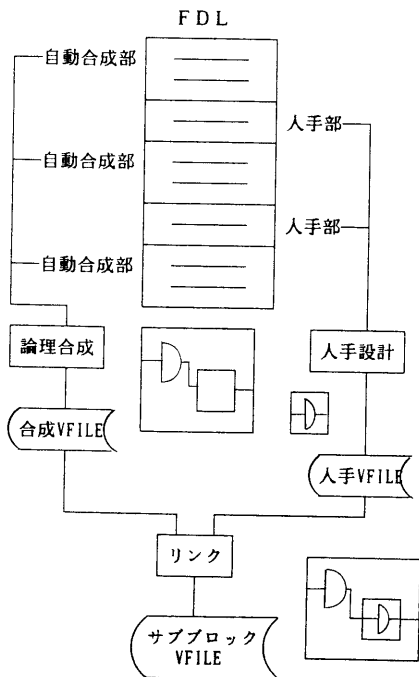 FDL
自動合成部
人手部
自動合成部
人手部
自動合成部
論理合成
人手設計
合成VFILE
人手VFILE
リンク
サブブロック
VFILE